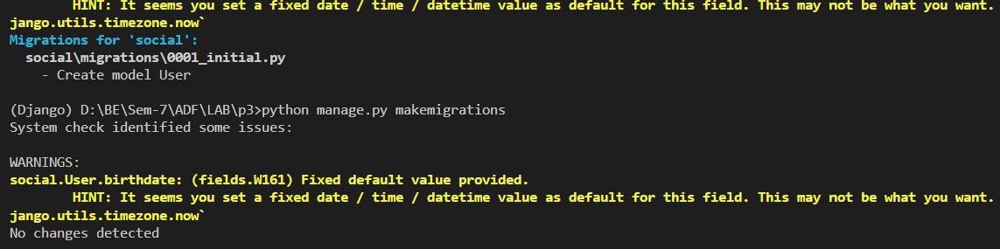 HINT: It seems you set a fixed date / time / datetime value as default for this field. This may not be what you want.
jango.utils.timezone.now`
Migrations for 'social':
social\migrations\0001_initial.py
- Create model User
(Django) D:\BE\Sem-7\ADF\LAB\p3>python manage.py makemigrations
System check identified some issues:
WARNINGS:
social.User.birthdate: (fields.W161) Fixed default value provided.
HINT: It seems you set a fixed date / time / datetime value as default for this field. This may not be what you want.
jango.utils.timezone.now`
No changes detected